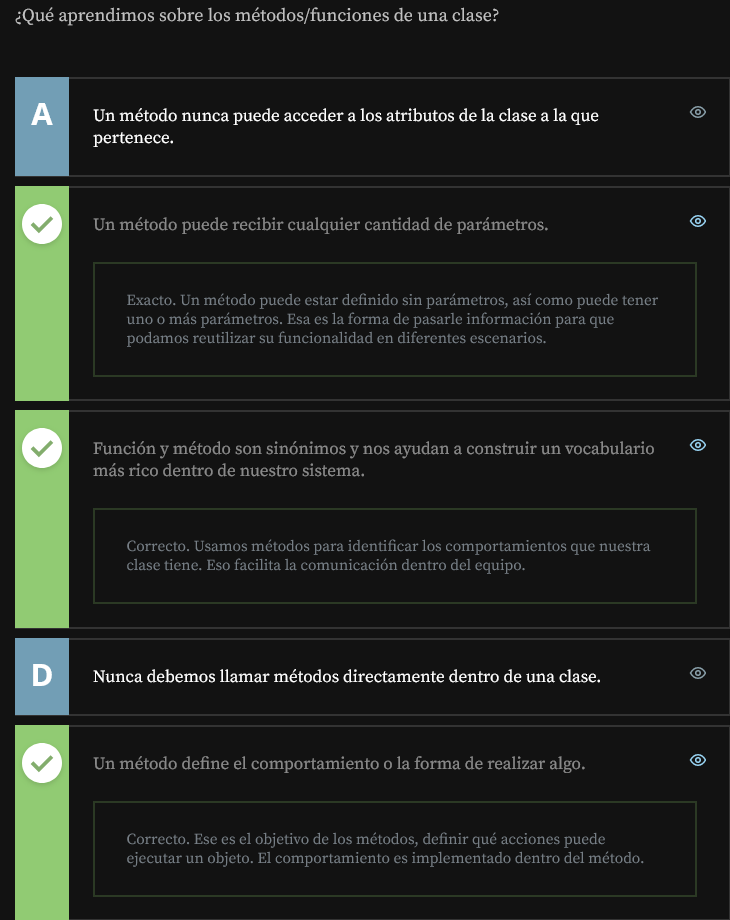 ¿Qué aprendimos sobre los métodos/funciones de una clase?
A
Un método nunca puede acceder a los atributos de la clase a la que
pertenece.
Un método puede recibir cualquier cantidad de parámetros.
Exacto. Un método puede estar definido sin parámetros, así como puede tener
uno o más parámetros. Esa es la forma de pasarle información para que
podamos reutilizar su funcionalidad en diferentes escenarios.
Función y método son sinónimos y nos ayudan a construir un vocabulario
más rico dentro de nuestro sistema.
Correcto. Usamos métodos para identificar los comportamientos que nuestra
clase tiene. Eso facilita la comunicación dentro del equipo.
D
Nunca debemos llamar métodos directamente dentro de una clase.
Un método define el comportamiento o la forma de realizar algo.
Correcto. Ese es el objetivo de los métodos, definir qué acciones puede
ejecutar un objeto. El comportamiento es implementado dentro del método.